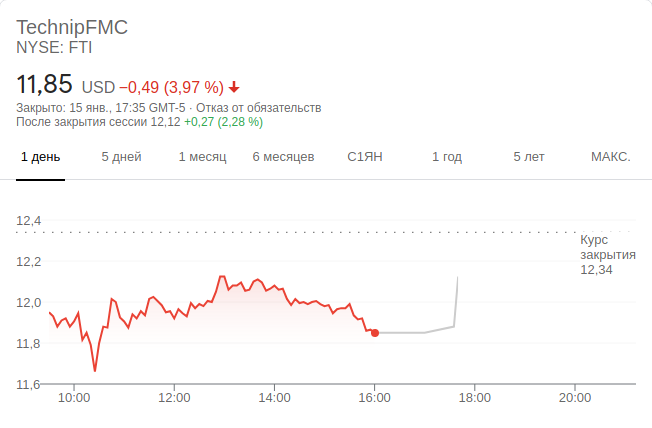 TechnipFMC
NYSE: FTI
11,85 USD −0,49 (3,97 %)
Закрыто: 15 янв., 17:35 GMT-5 · Отказ от обязательств
После закрытия сессии 12,12 +0,27 (2,28 %)
1 день 5 дней 1 месяц 6 месяцев С1ЯН 1 год 5 лет МАКС.
12,4
Курс
закрытия
12,34
12,2
12,0
11,8
11,6
10:00 12:00 14:00 16:00 18:00 20:00